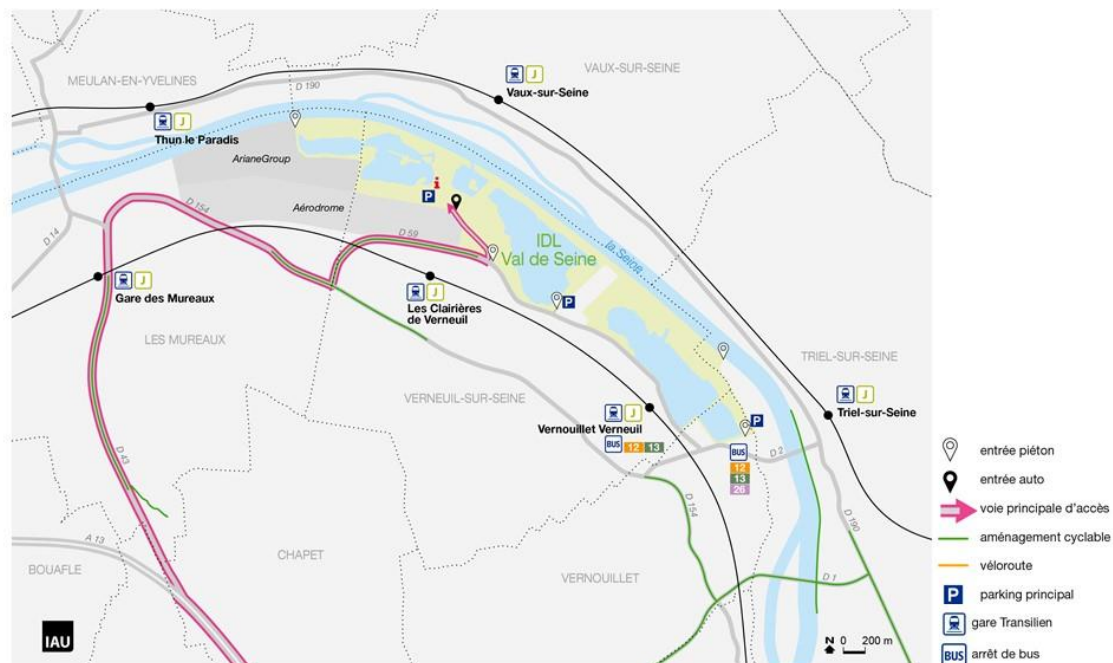 MEULAN-EN-YVELINES
VAUX-SUR-SEINE
D 190
J
Vaux-sur-Seine
J
Thun le Paradis
ArianeGroup
i
P
Aérodrome
D 154
D 14
D 59
IDL
Val de Seine
la Seine
J
Gare des Mureaux
J
Les Clairières
de Verneuil
P
LES MUREAUX
TRIEL-SUR-SEINE
VERNEUIL-SUR-SEINE
J
Triel-sur-Seine
J
Vernouillet Verneuil
BUS 12 13
P
BUS
12
13
26
D 2
D 43
D 154
D 190
A 13
BOUAFLE
CHAPET
VERNOUILLET
D 1
IAU
N 0 200 m
entrée piéton
entrée auto
voie principale d'accès
aménagement cyclable
véloroute
P parking principal
gare Transilien
BUS arrêt de bus